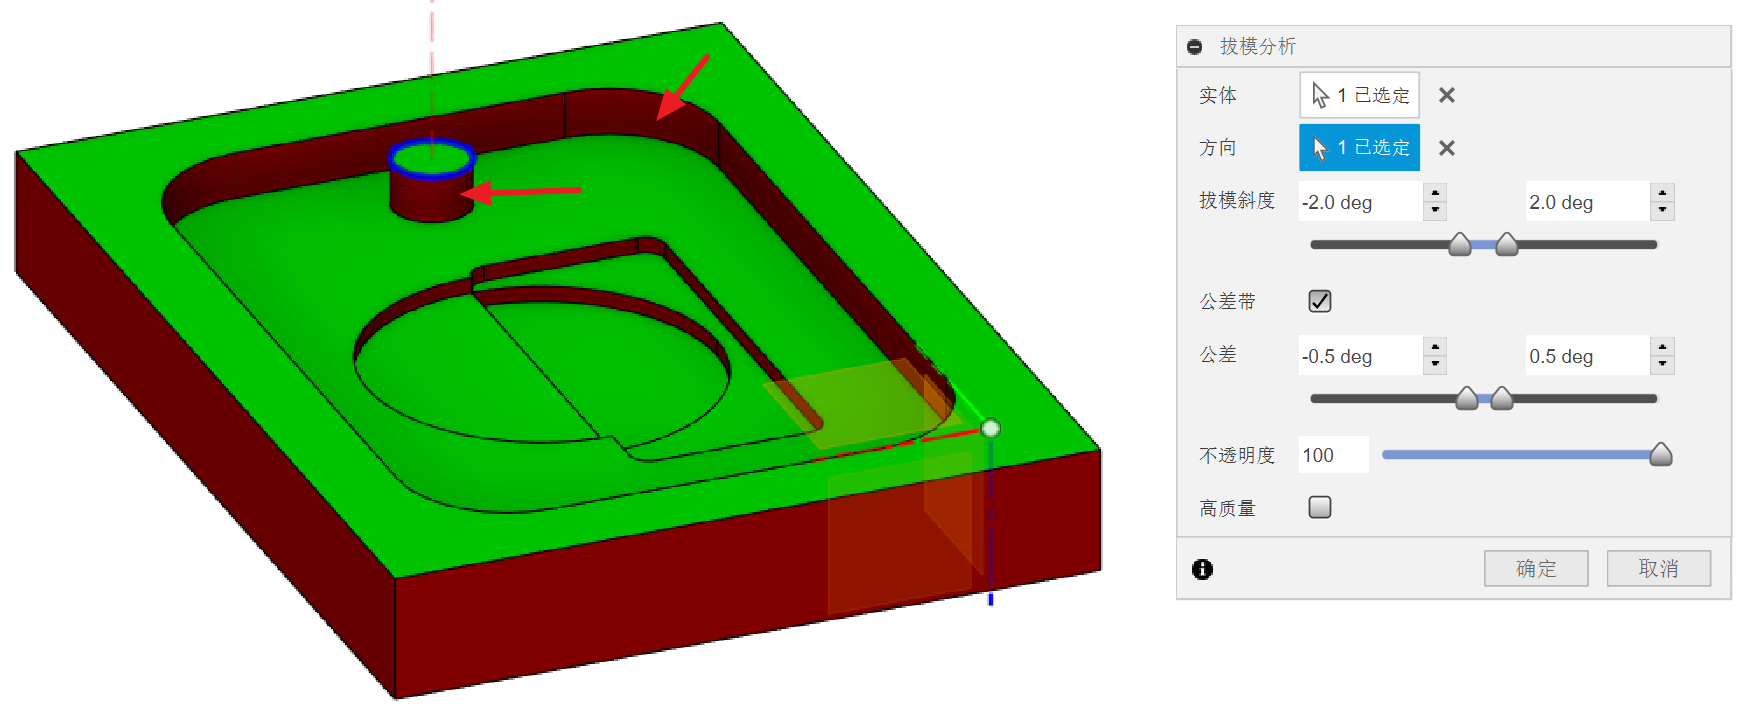 拔模分析
实体 1 已选定
方向 1 已选定
拔模斜度 -2.0 deg 2.0 deg
公差带
公差 -0.5 deg 0.5 deg
不透明度 100
高质量
确定 取消